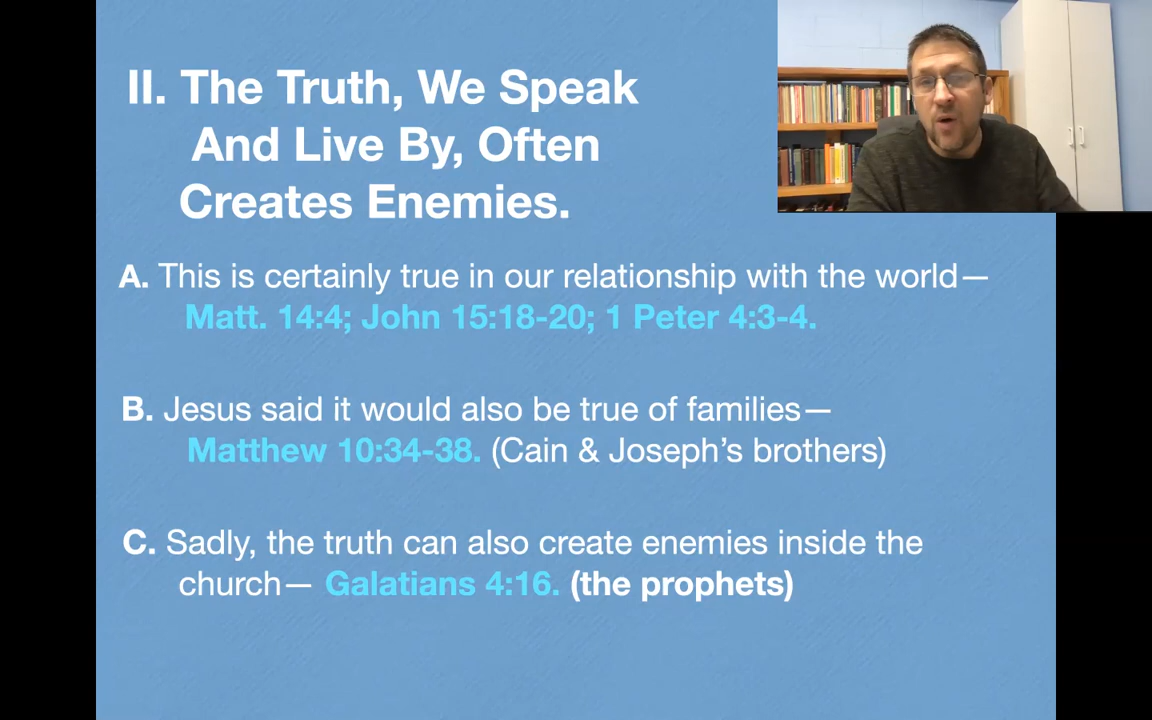 II. The Truth, We Speak
And Live By, Often
Creates Enemies.
A. This is certainly true in our relationship with the world—
Matt. 14:4; John 15:18-20; 1 Peter 4:3-4.
B. Jesus said it would also be true of families—
Matthew 10:34-38. (Cain & Joseph’s brothers)
C. Sadly, the truth can also create enemies inside the
church— Galatians 4:16. (the prophets)